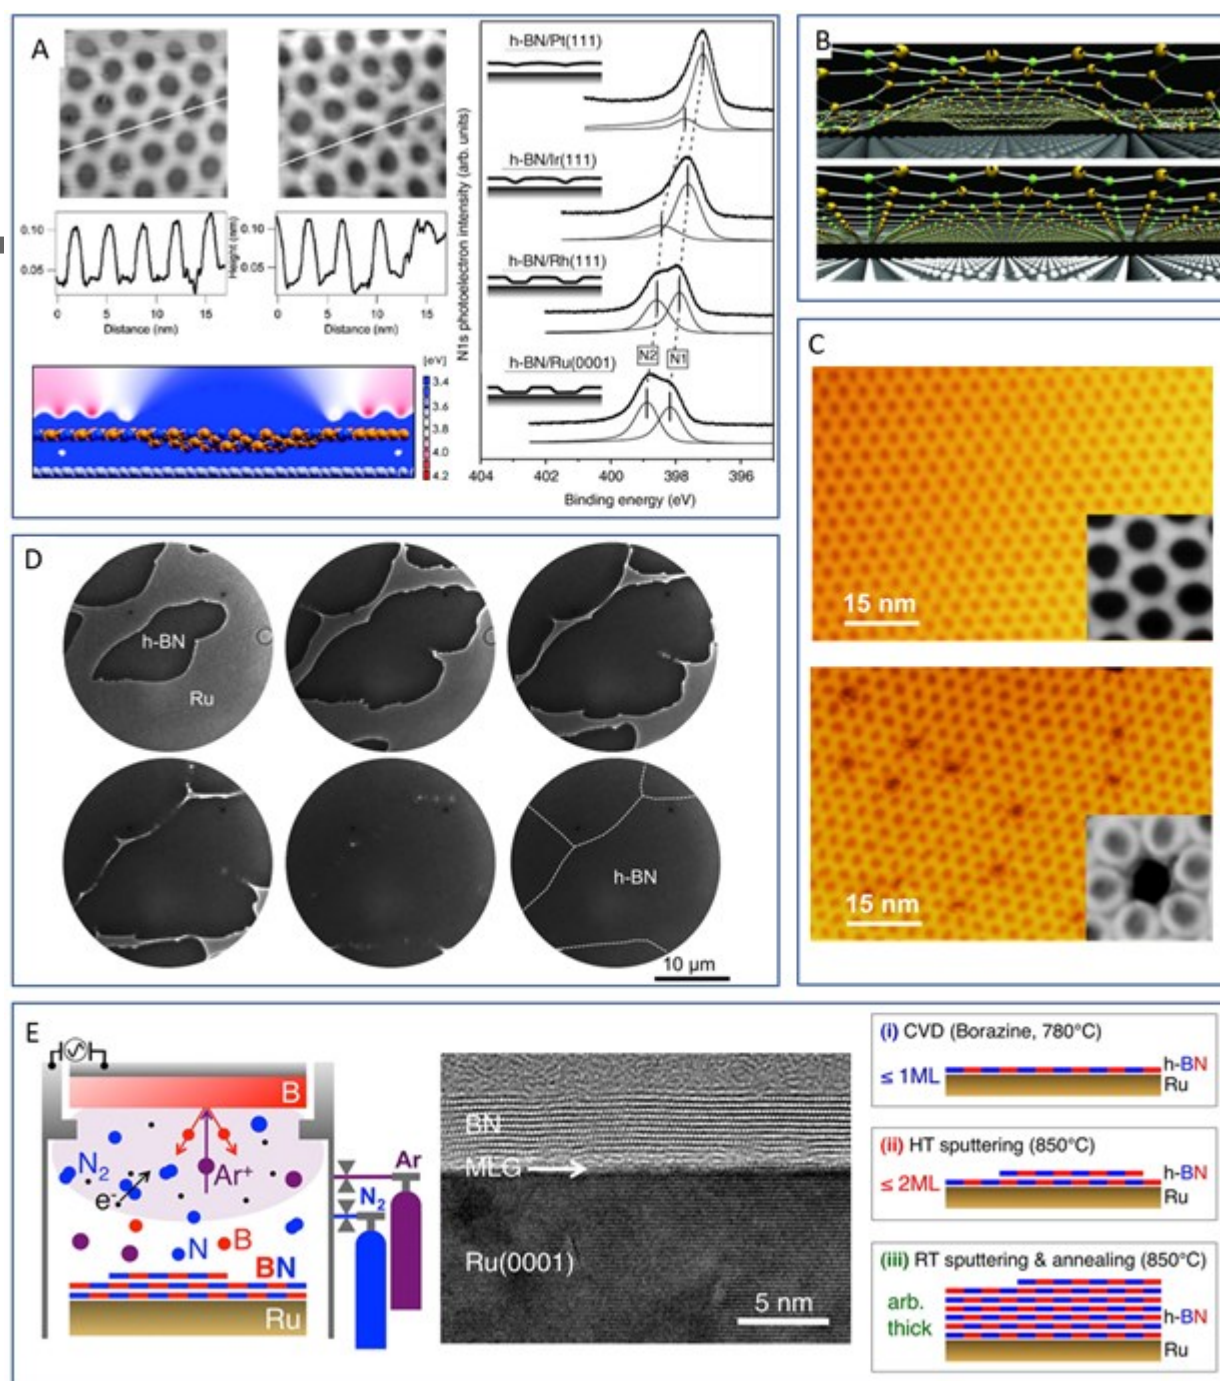 A
0.10
0.05
0
5
10
15
Distance (nm)
Height (nm)
0.10
0.05
0
5
10
15
Distance (nm)
[eV]
3.4
3.6
3.8
4.0
4.2
N1s photoelectron intensity (arb. units)
h-BN/Pt(111)
h-BN/Ir(111)
h-BN/Rh(111)
N2
N1
h-BN/Ru(0001)
404
402
400
398
396
Binding energy (eV)
B
C
15 nm
15 nm
D
h-BN
Ru
h-BN
10 µm
E
B
N2
Ar+
e-
N
B
BN
Ru
Ar
N2
BN
MLG
Ru(0001)
5 nm
(i) CVD (Borazine, 780°C)
≤ 1ML
h-BN
Ru
(ii) HT sputtering (850°C)
≤ 2ML
h-BN
Ru
(iii) RT sputtering & annealing (850°C)
arb.
thick
h-BN
Ru